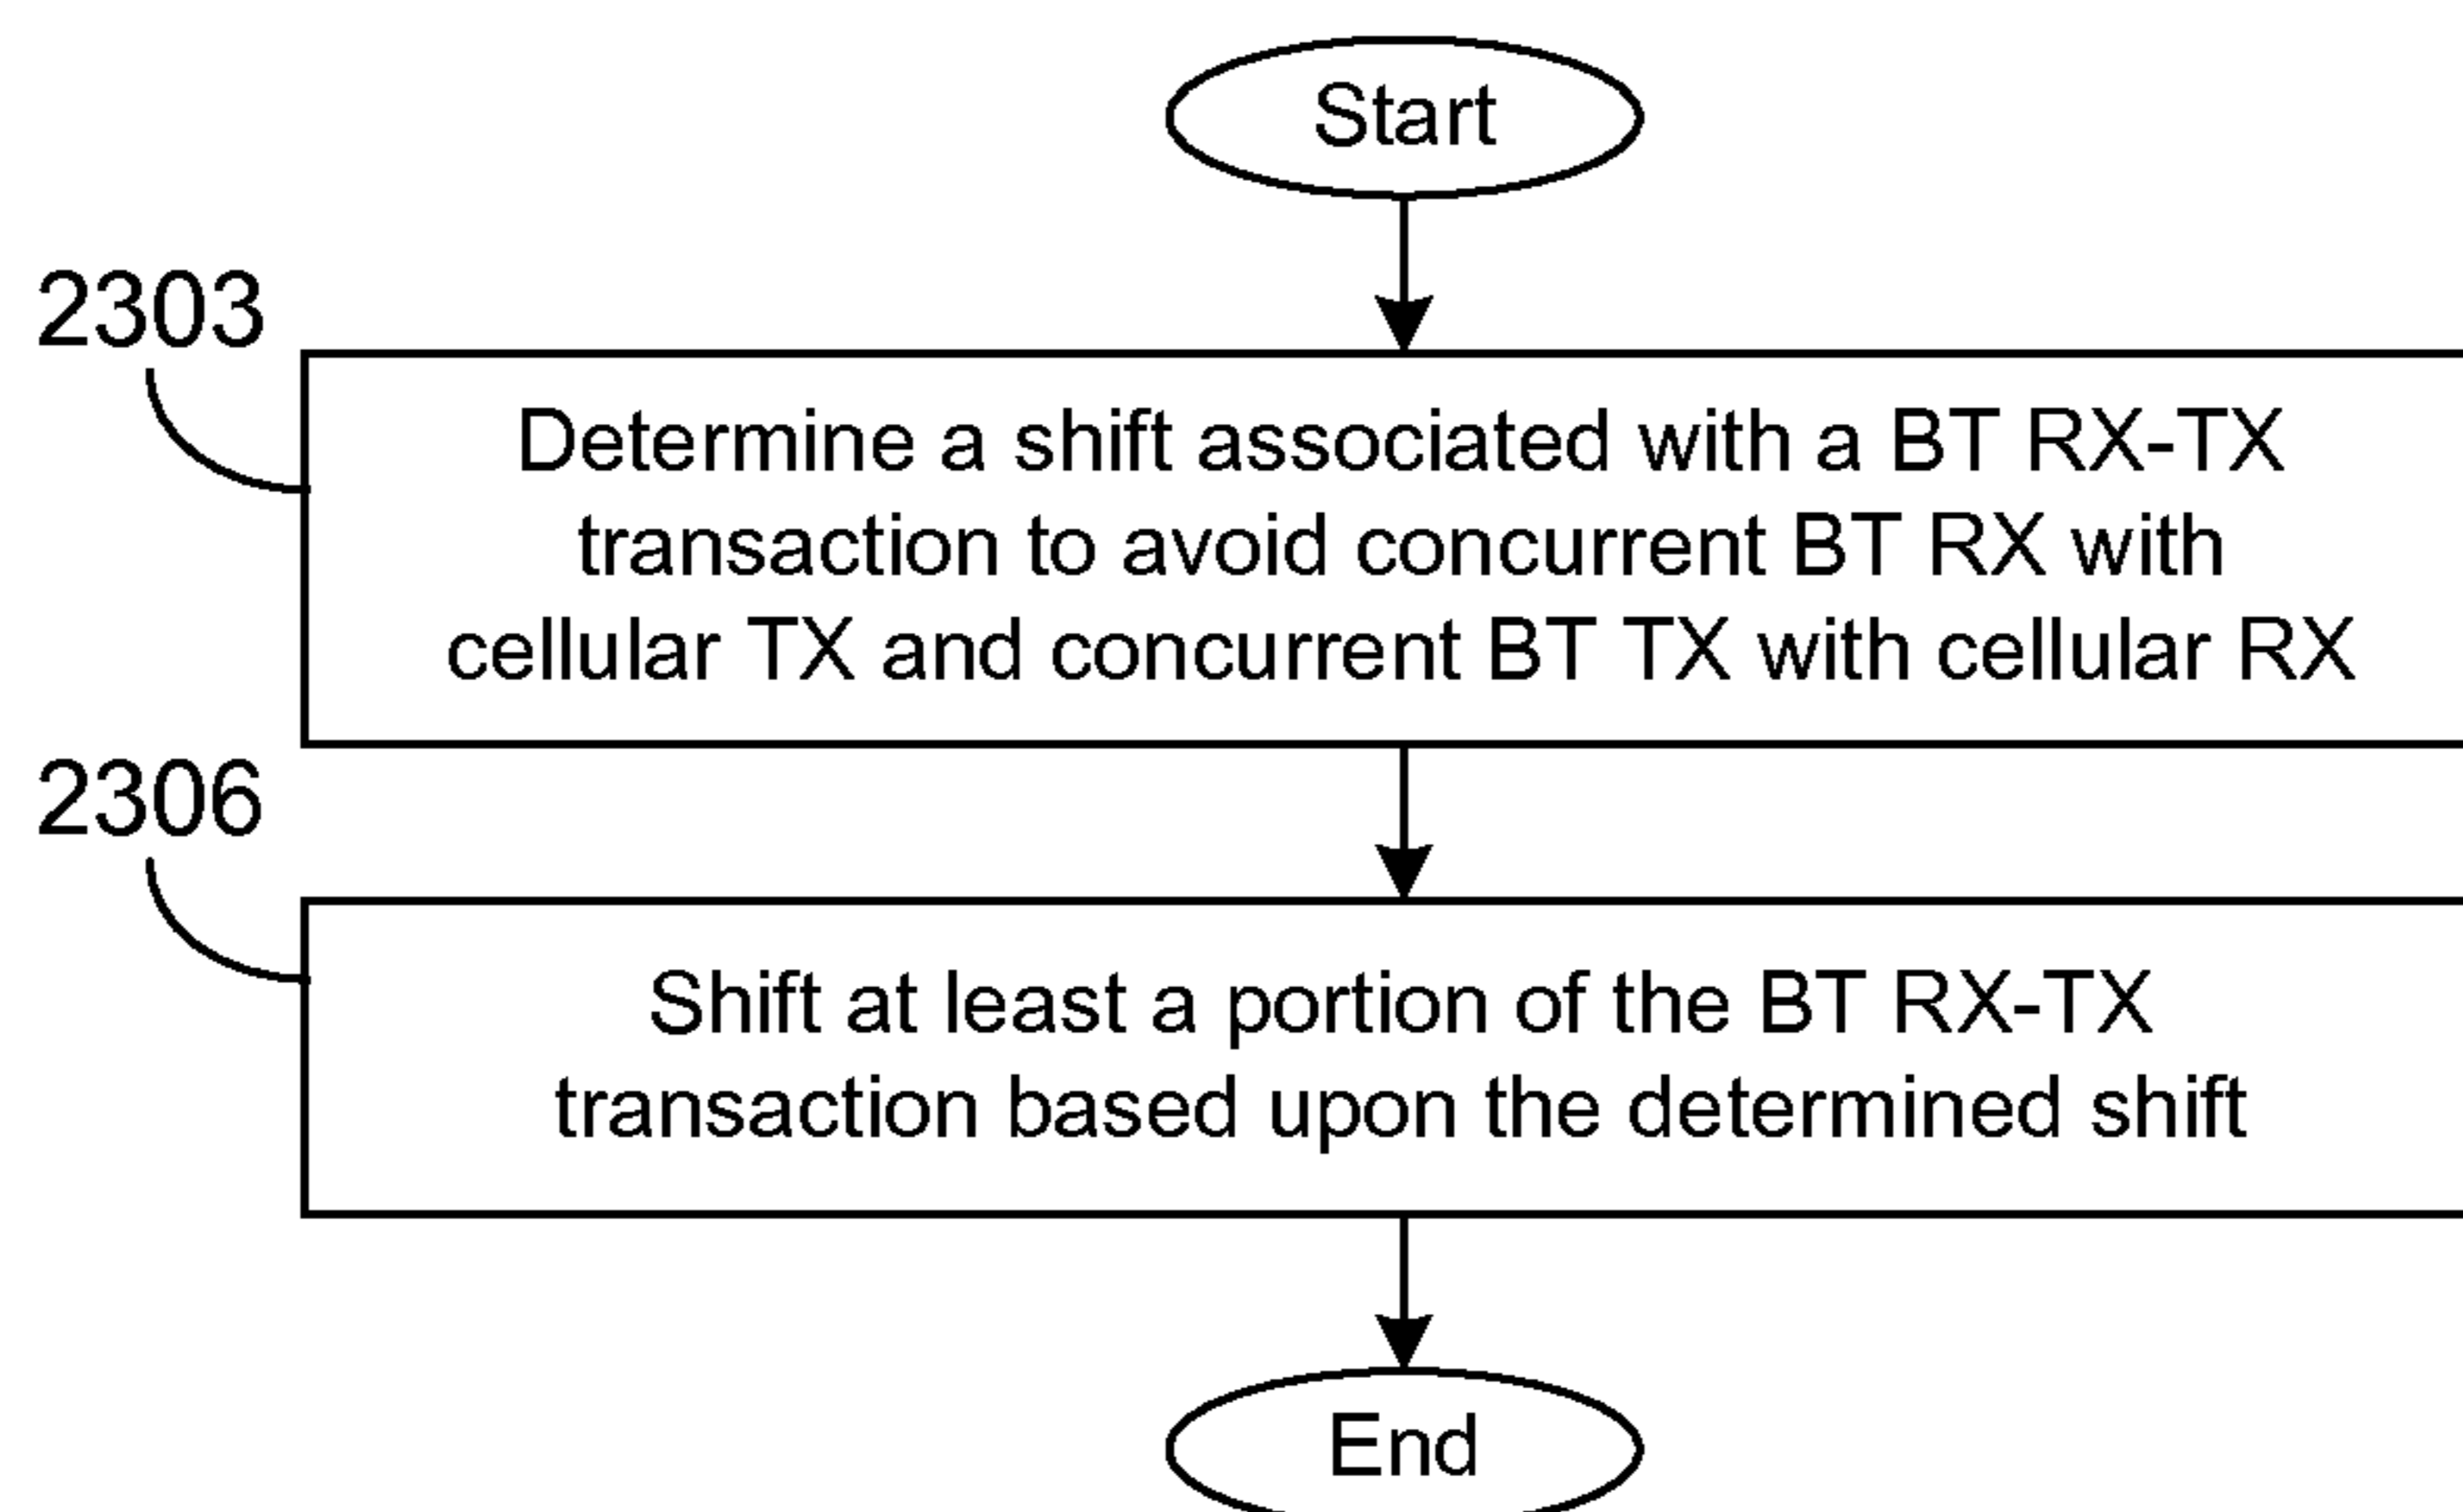 Start
2303
Determine a shift associated with a BT RX-TX
transaction to avoid concurrent BT RX with
cellular TX and concurrent BT TX with cellular RX
2306
Shift at least a portion of the BT RX-TX
transaction based upon the determined shift
End